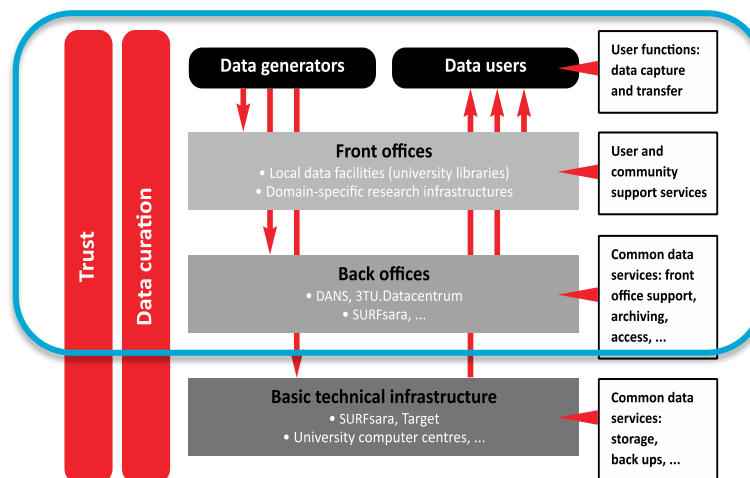 Trust
Data curation
Data generators
Data users
User functions:
data capture
and transfer
Front offices
• Local data facilities (university libraries)
• Domain-specific research infrastructures
User and
community
support services
Back offices
• DANS, 3TU.Datacentrum
• SURFsara, ...
Common data
services: front
office support,
archiving,
access, ...
Basic technical infrastructure
• SURFsara, Target
• University computer centres, ...
Common data
services:
storage,
back ups, ...